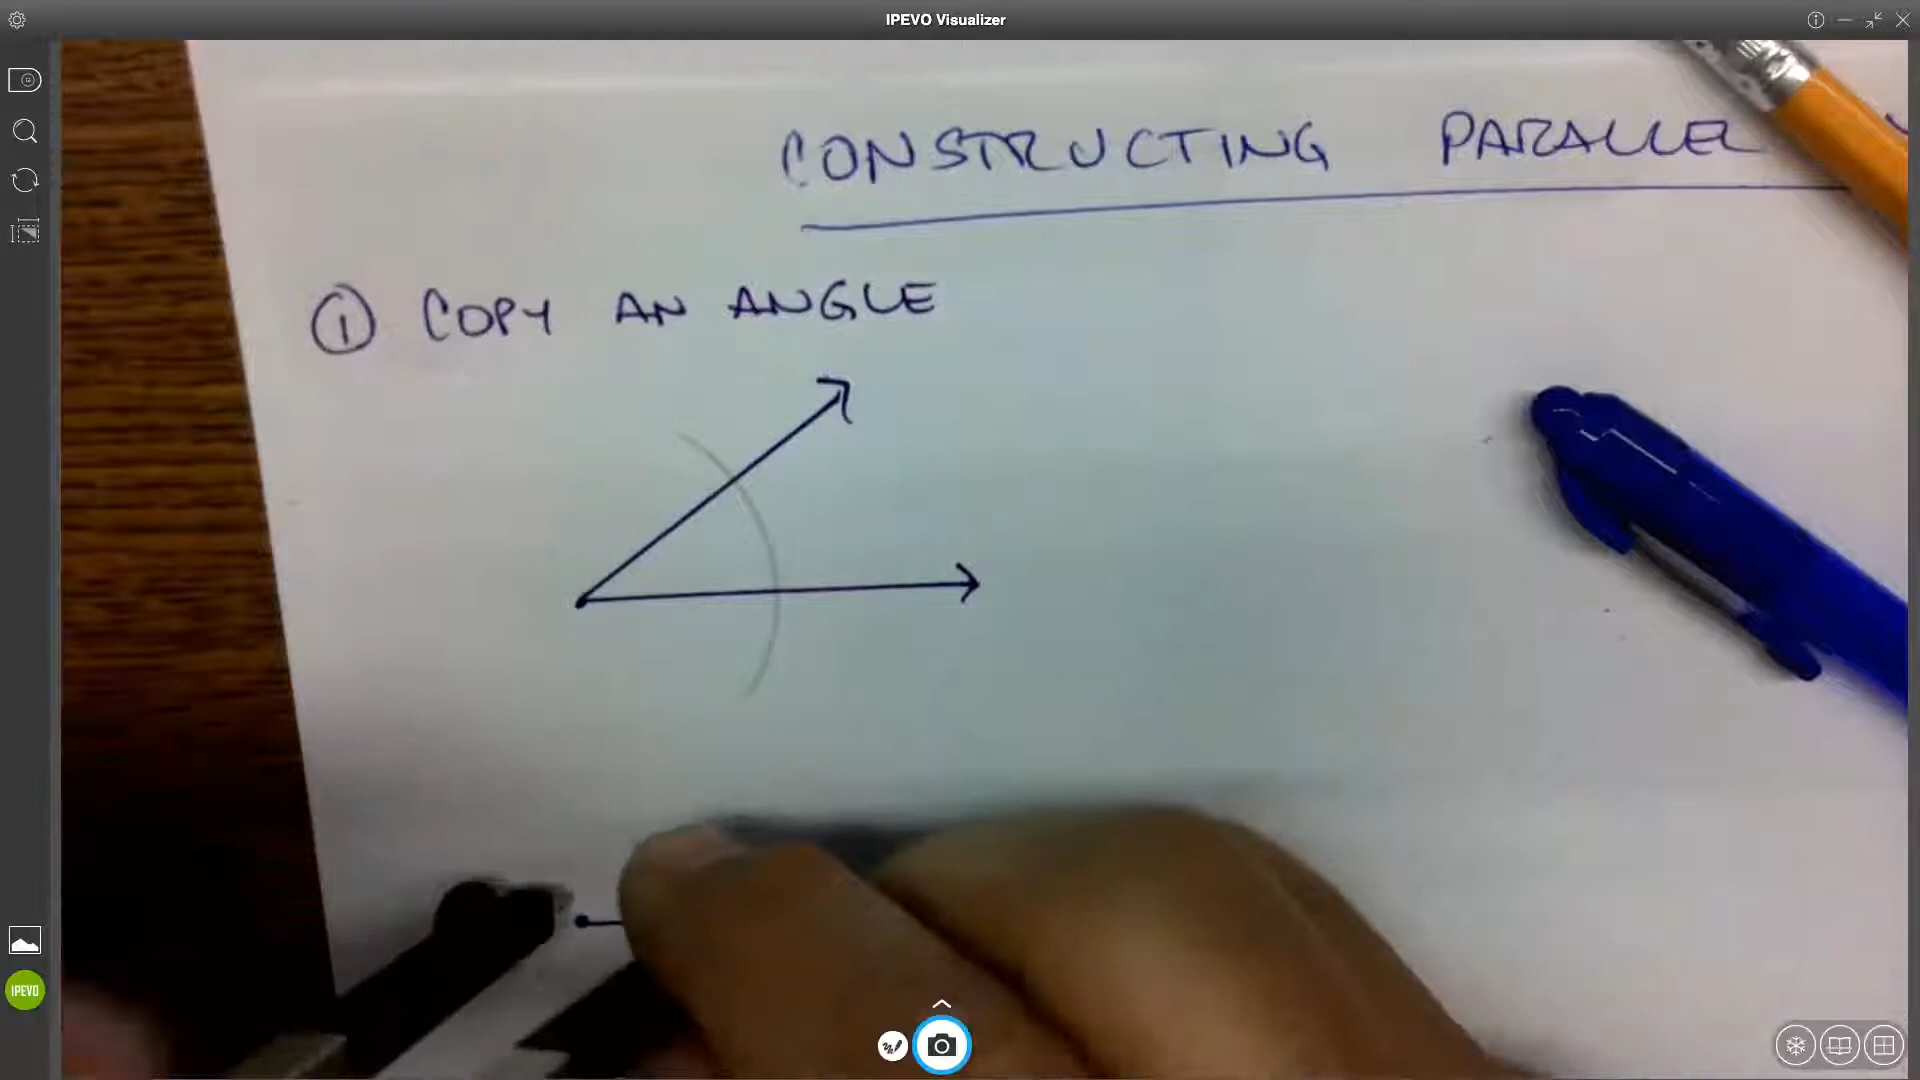 IPEVO Visualizer
CONSTRUCTING PARALLEL
① COPY AN ANGLE
IPEVO